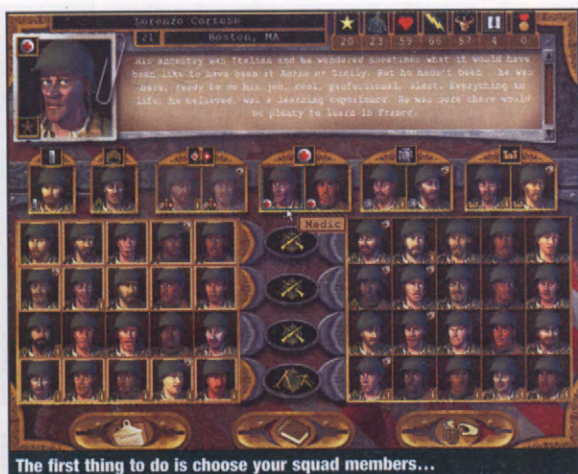 Lorenzo Cortese
21 Boston, MA
20 23 59 66 57 4 0
His ancestry was Italian and he wondered sometimes what it would have
been like to have been at Anzio or Sicily. But he hadn't been - he was
here, ready to do his job, cool, professional, alert. Everything in
life, he believed, was a learning experience. He was sure there would
be plenty to learn in France.
Medic
The first thing to do is choose your squad members...